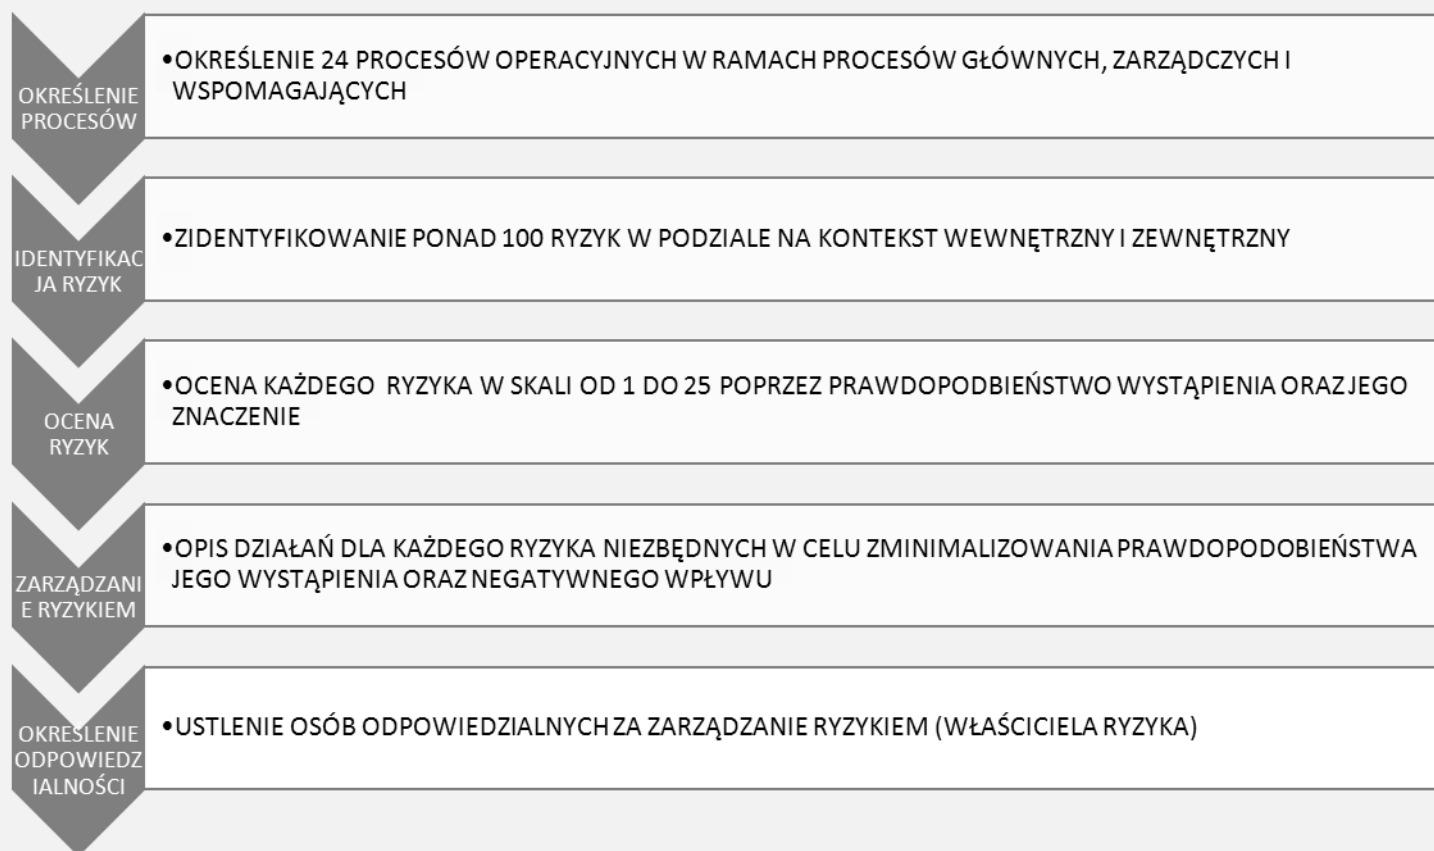 OKREŚLENIE
PROCESÓW
•OKREŚLENIE 24 PROCESÓW OPERACYJNYCH W RAMACH PROCESÓW GŁÓWNYCH, ZARZĄDCZYCH I
WSPOMAGAJĄCYCH
IDENTYFIKAC
JA RYZYK
•ZIDENTYFIKOWANIE PONAD 100 RYZYK W PODZIALE NA KONTEKST WEWNĘTRZNY I ZEWNĘTRZNY
OCENA
RYZYK
•OCENA KAŻDEGO RYZYKA W SKALI OD 1 DO 25 POPRZEZ PRAWDOPODBIEŃSTWO WYSTĄPIENIA ORAZ JEGO
ZNACZENIE
ZARZĄDZANI
E RYZYKIEM
•OPIS DZIAŁAŃ DLA KAŻDEGO RYZYKA NIEZBĘDNYCH W CELU ZMINIMALIZOWANIA PRAWDOPODOBIEŃSTWA
JEGO WYSTĄPIENIA ORAZ NEGATYWNEGO WPŁYWU
OKREŚLENIE
ODPOWIEDZ
IALNOŚCI
•USTLENIE OSÓB ODPOWIEDZIALNYCH ZA ZARZĄDZANIE RYZYKIEM (WŁAŚCICIELA RYZYKA)